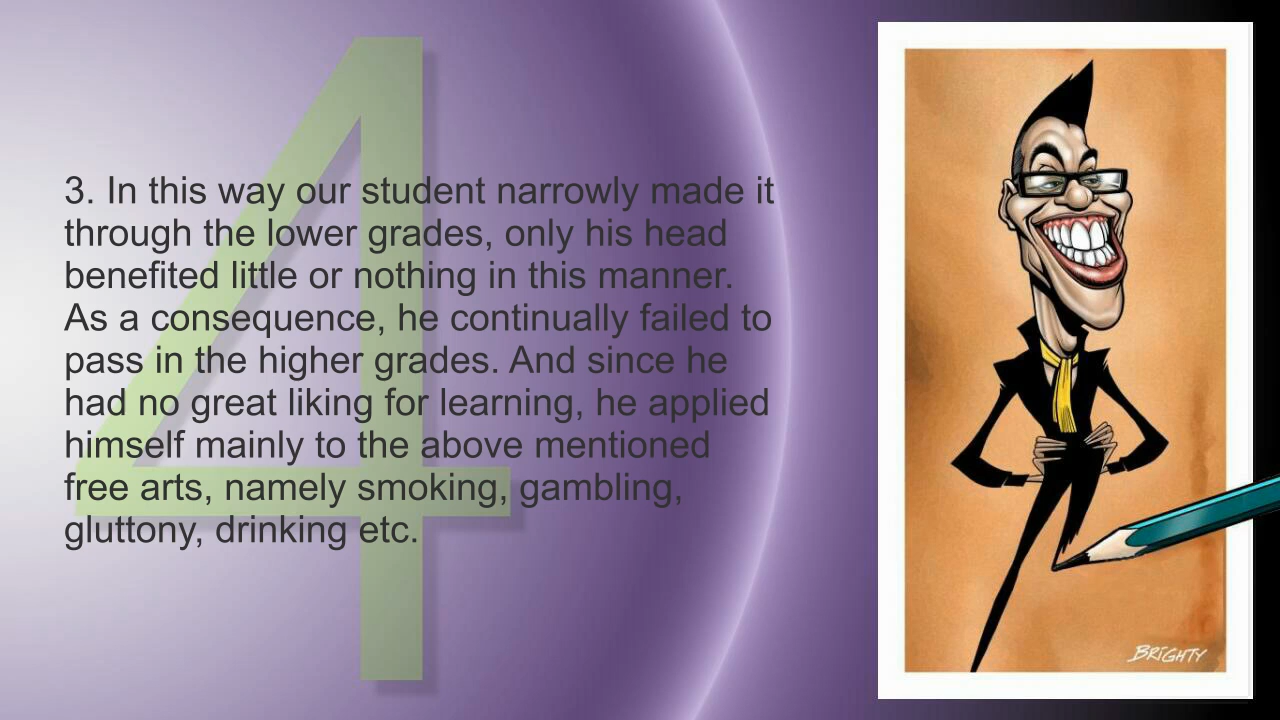 4
3. In this way our student narrowly made it
through the lower grades, only his head
benefited little or nothing in this manner.
As a consequence, he continually failed to
pass in the higher grades. And since he
had no great liking for learning, he applied
himself mainly to the above mentioned
free arts, namely smoking, gambling,
gluttony, drinking etc.
BRIGHTY